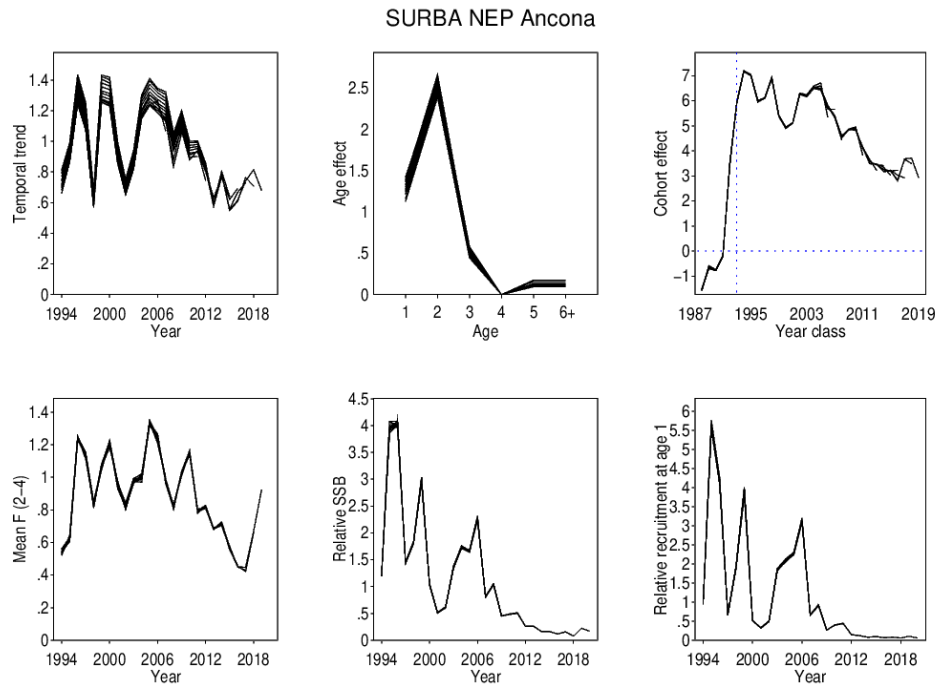 SURBA NEP Ancona
Temporal trend
1.4
1.2
1
.8
.6
.4
.2
0
1994 2000 2006 2012 2018
Year
Age effect
2.5
2
1.5
1
.5
0
1 2 3 4 5 6+
Age
Cohort effect
7
6
5
4
3
2
1
0
−1
1987 1995 2003 2011 2019
Year class
Mean F (2−4)
1.4
1.2
1
.8
.6
.4
.2
0
1994 2000 2006 2012 2018
Year
Relative SSB
4.5
4
3.5
3
2.5
2
1.5
1
.5
0
1994 2000 2006 2012 2018
Year
Relative recruitment at age 1
6
5.5
5
4.5
4
3.5
3
2.5
2
1.5
1
.5
0
1994 2000 2006 2012 2018
Year